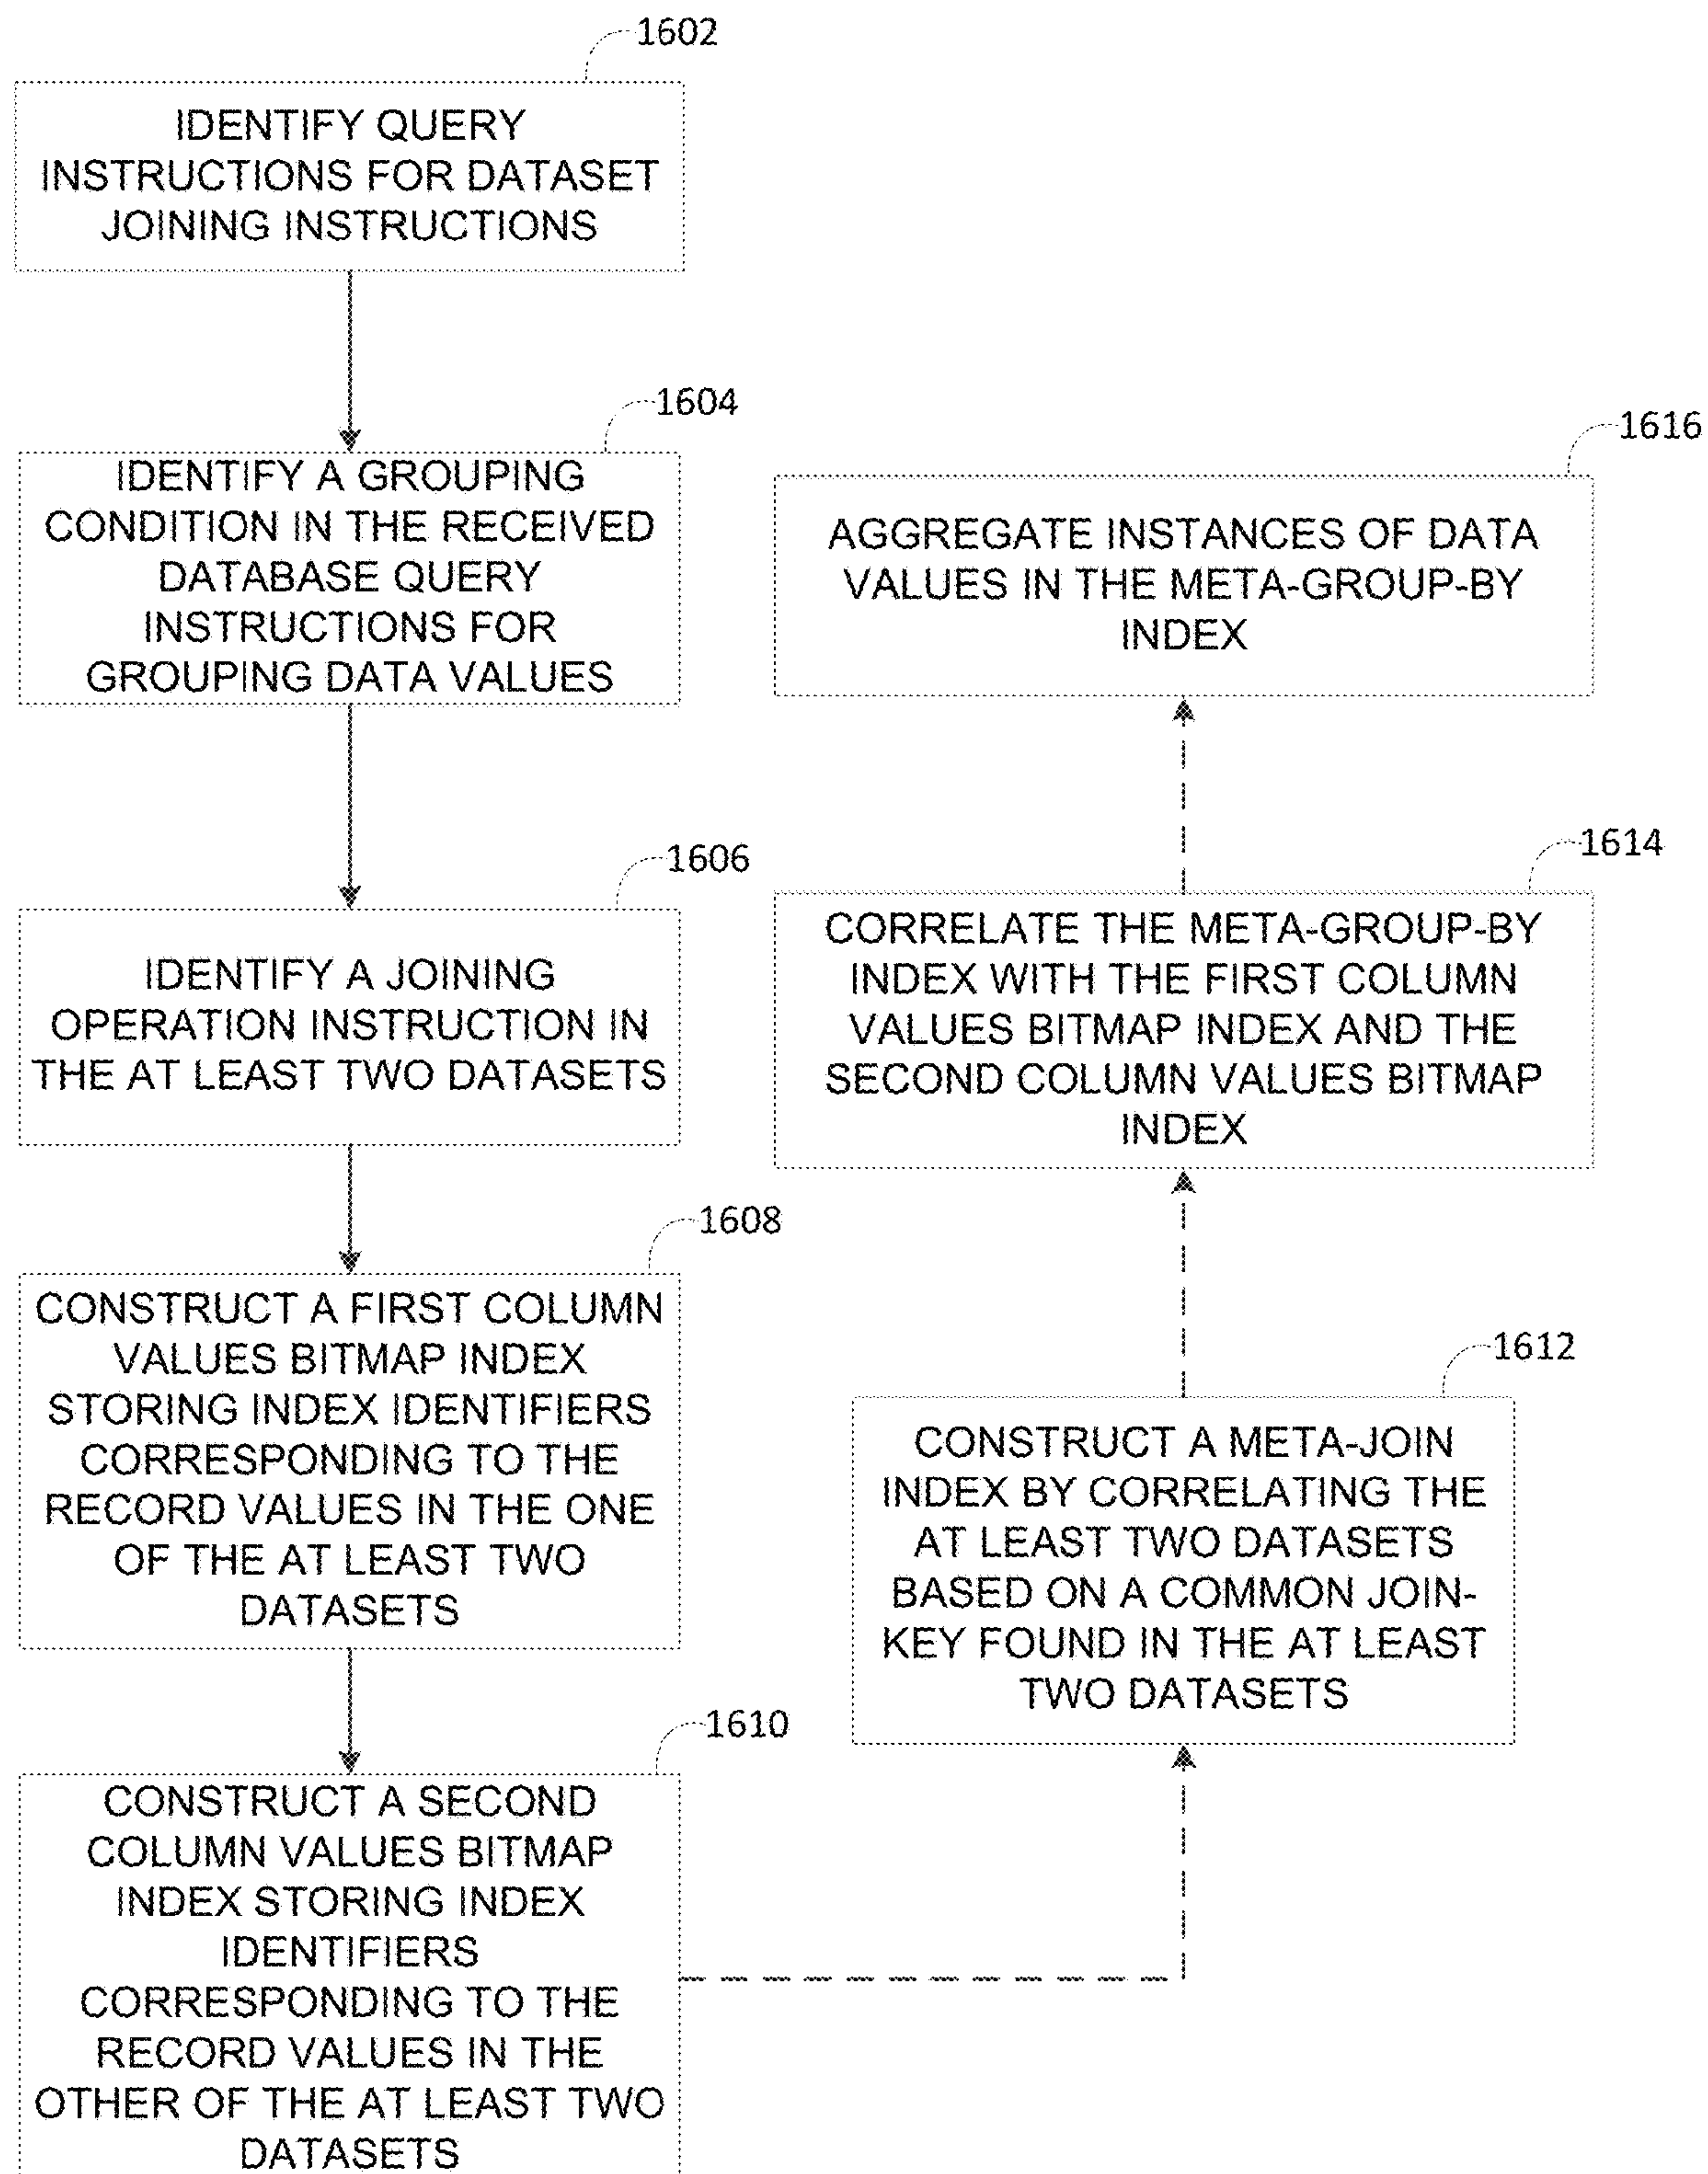 1602
IDENTIFY QUERY
INSTRUCTIONS FOR DATASET
JOINING INSTRUCTIONS
1604
IDENTIFY A GROUPING
CONDITION IN THE RECEIVED
DATABASE QUERY
INSTRUCTIONS FOR
GROUPING DATA VALUES
1606
IDENTIFY A JOINING
OPERATION INSTRUCTION IN
THE AT LEAST TWO DATASETS
1608
CONSTRUCT A FIRST COLUMN
VALUES BITMAP INDEX
STORING INDEX IDENTIFIERS
CORRESPONDING TO THE
RECORD VALUES IN THE ONE
OF THE AT LEAST TWO
DATASETS
1610
CONSTRUCT A SECOND
COLUMN VALUES BITMAP
INDEX STORING INDEX
IDENTIFIERS
CORRESPONDING TO THE
RECORD VALUES IN THE
OTHER OF THE AT LEAST TWO
DATASETS
1612
CONSTRUCT A META-JOIN
INDEX BY CORRELATING THE
AT LEAST TWO DATASETS
BASED ON A COMMON JOIN-
KEY FOUND IN THE AT LEAST
TWO DATASETS
1614
CORRELATE THE META-GROUP-BY
INDEX WITH THE FIRST COLUMN
VALUES BITMAP INDEX AND THE
SECOND COLUMN VALUES BITMAP
INDEX
1616
AGGREGATE INSTANCES OF DATA
VALUES IN THE META-GROUP-BY
INDEX